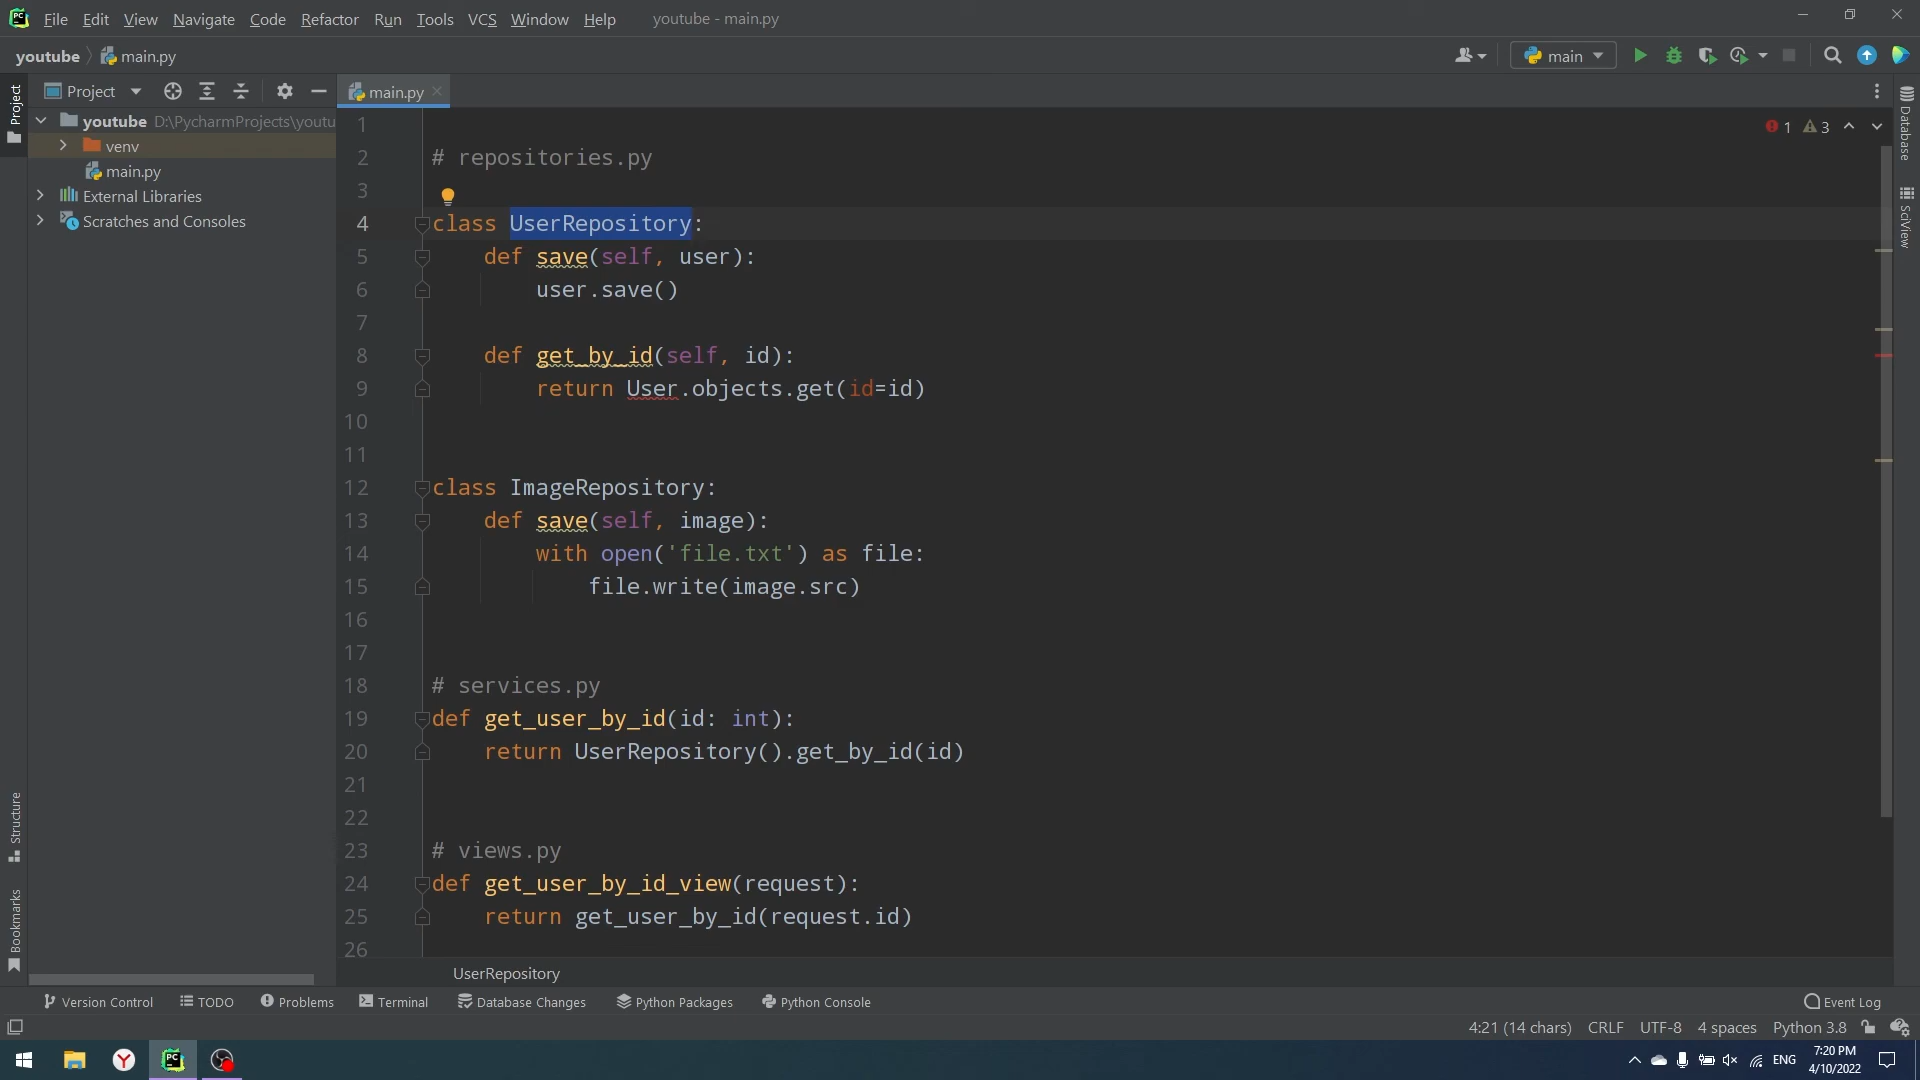 File Edit View Navigate Code Refactor Run Tools VCS Window Help youtube - main.py
youtube main.py main
Project main.py
Project
youtube D:\PycharmProjects\youtu
venv
main.py
External Libraries
Scratches and Consoles
1 3
1
2 # repositories.py
3
4 class UserRepository:
5 def save(self, user):
6 user.save()
7
8 def get_by_id(self, id):
9 return User.objects.get(id=id)
10
11
12 class ImageRepository:
13 def save(self, image):
14 with open('file.txt') as file:
15 file.write(image.src)
16
17
18 # services.py
19 def get_user_by_id(id: int):
20 return UserRepository().get_by_id(id)
21
22
23 # views.py
24 def get_user_by_id_view(request):
25 return get_user_by_id(request.id)
26
Database
SciView
Structure
Bookmarks
UserRepository
Version Control TODO Problems Terminal Database Changes Python Packages Python Console Event Log
4:21 (14 chars) CRLF UTF-8 4 spaces Python 3.8
ENG 7:20 PM
4/10/2022